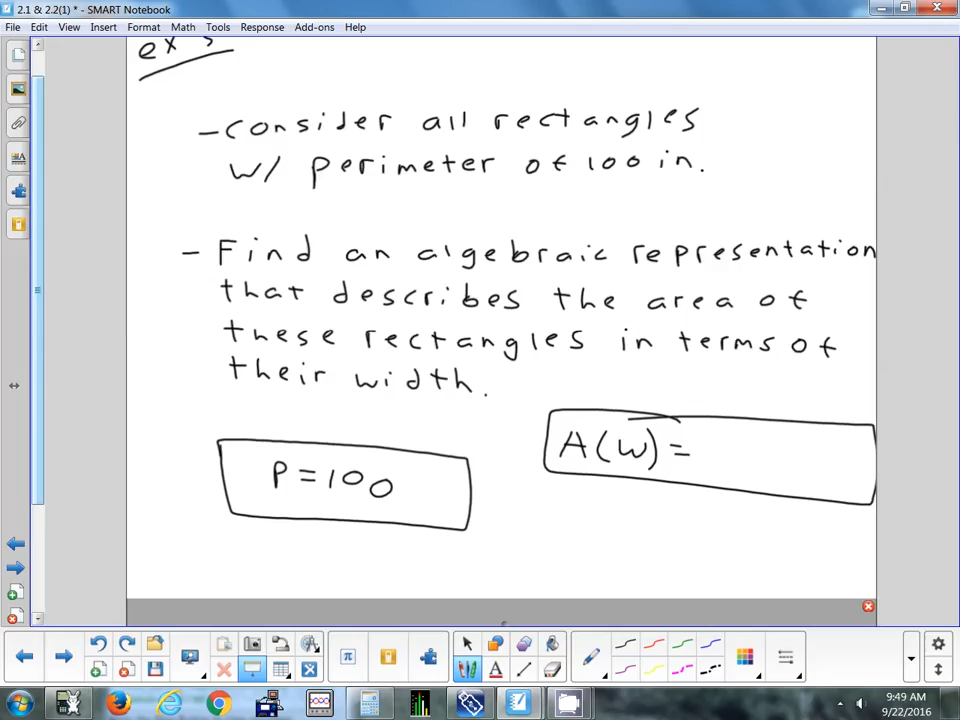 2.1 & 2.2(1) * - SMART Notebook
File Edit View Insert Format Math Tools Response Add-ons Help
ex
- consider all rectangles
w/ perimeter of 100 in.
- Find an algebraic representation
that describes the area of
these rectangles in terms of
their width.
A(w)=
P=100
9:49 AM
9/22/2016